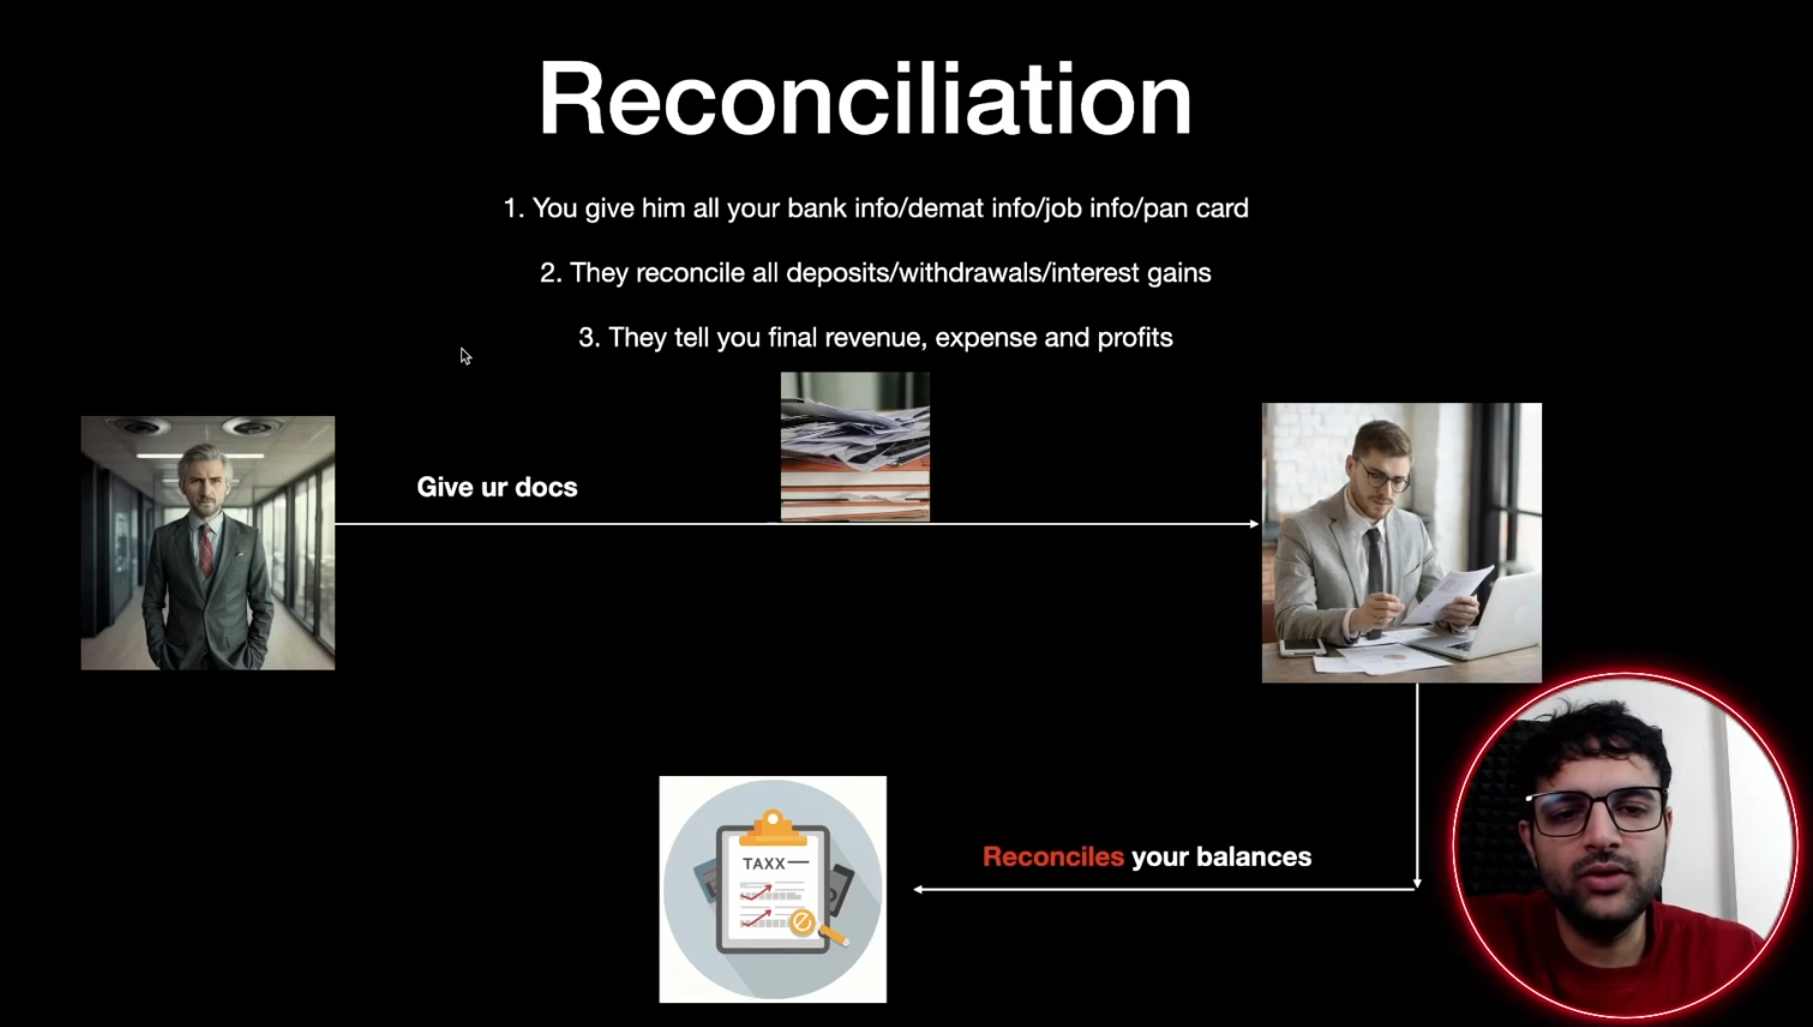 Reconciliation
1. You give him all your bank info/demat info/job info/pan card
2. They reconcile all deposits/withdrawals/interest gains
3. They tell you final revenue, expense and profits
Give ur docs
TAXX
Reconciles your balances